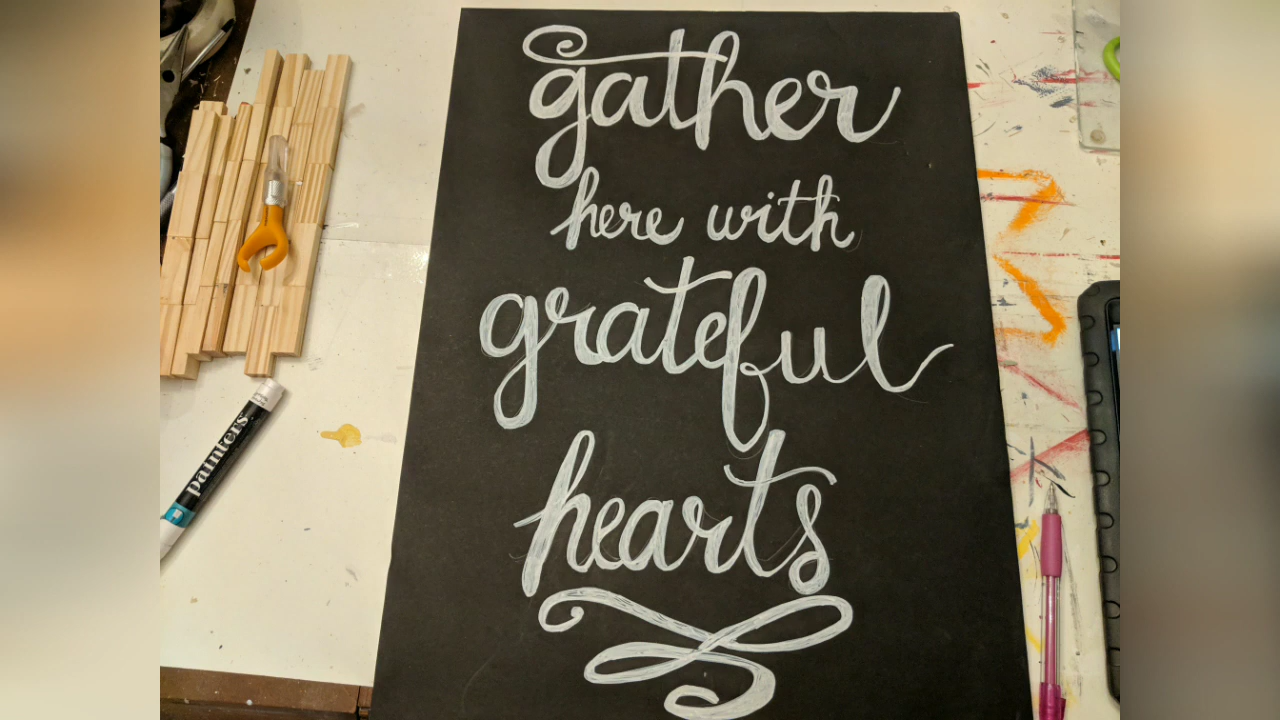 gather
here with
grateful
hearts
painters